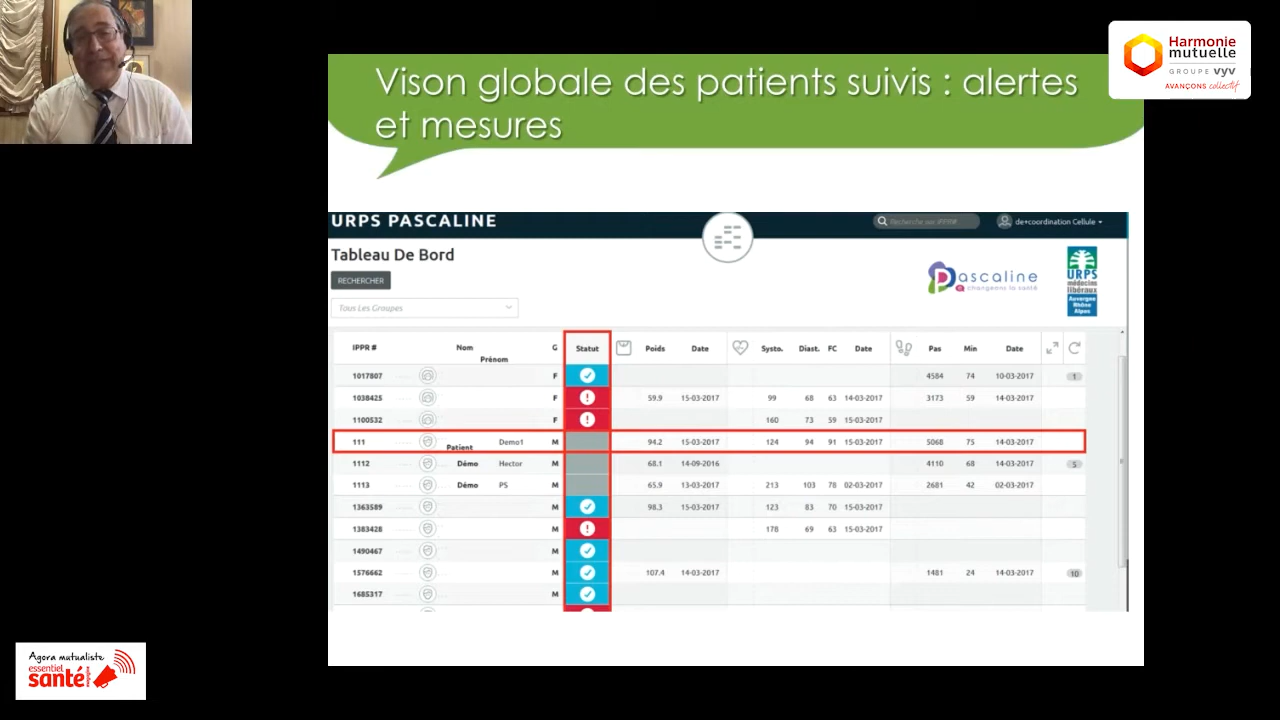 Harmonie
mutuelle
GROUPE vyv
AVANÇONS collectif
Vison globale des patients suivis : alertes
et mesures
URPS PASCALINE
Recherche sur IPPR#
de+coordination Cellule
Tableau De Bord
RECHERCHER
Tous Les Groupes
Pascaline
e changeons la santé
URPS
médecins
libéraux
Auvergne
Rhône
Alpes
IPPR # Nom Prénom G Statut Poids Date Systo. Diast. FC Date Pas Min Date
1017807 F 4584 74 10-03-2017 1
1038425 F 59.9 15-03-2017 99 68 63 14-03-2017 3173 59 14-03-2017
1100532 F 160 73 59 15-03-2017
111 Patient Demo1 M 94.2 15-03-2017 124 94 91 15-03-2017 5068 75 14-03-2017
1112 Démo Hector M 68.1 14-09-2016 4110 68 14-03-2017 5
1113 Démo PS M 65.9 13-03-2017 213 103 78 02-03-2017 2681 42 02-03-2017
1363589 M 98.3 15-03-2017 123 83 70 15-03-2017
1383428 M 178 69 63 15-03-2017
1490467 M
1576662 M 107.4 14-03-2017 1481 24 14-03-2017 10
1685317 M
Agora mutualiste
essentiel
santé
magazine